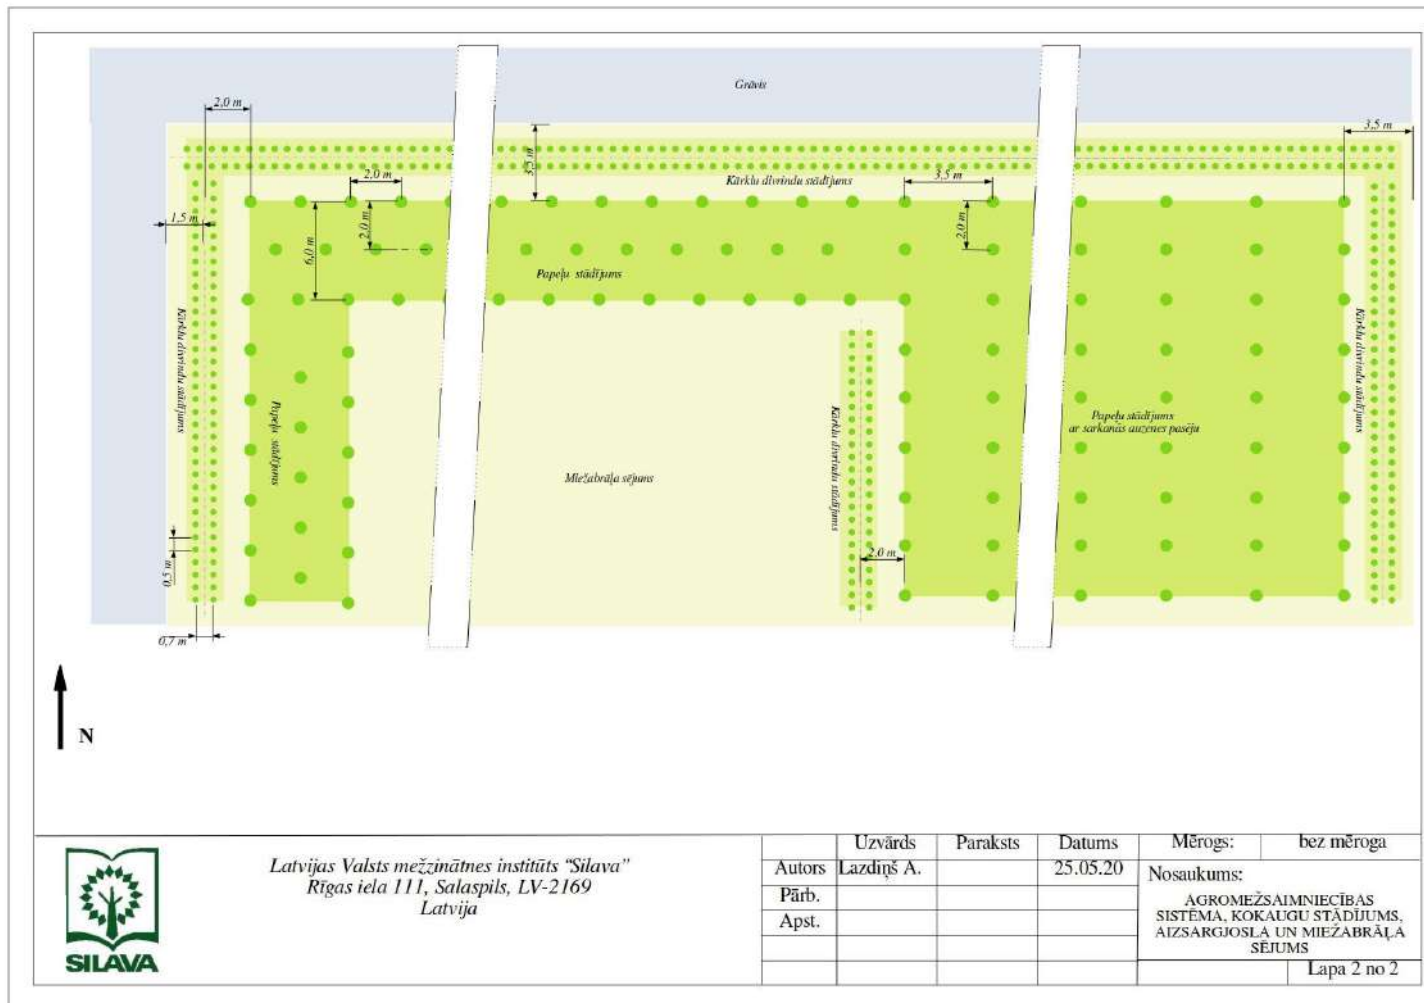 Grāvis
2,0 m
3,5 m
3,5 m
2,0 m
Kārklu divrindu stādījums
3,5 m
1,5 m
2,0 m
2,0 m
6,0 m
Papeļu stādījums
Kārklu divrindu stādījums
Kārklu divrindu stādījums
Papeļu stādījums
Kārklu divrindu stādījums
Papeļu stādījums
ar sarkanās auzenes pasēju
Miežabrāļa sējums
2,0 m
0,5 m
0,7 m
N
SILAVA
Latvijas Valsts mežzinātnes institūts “Silava”
Rīgas iela 111, Salaspils, LV-2169
Latvija
Uzvārds Paraksts Datums Mērogs: bez mēroga
Autors Lazdiņš A. 25.05.20
Nosaukums:
Pārb.
Apst.
AGROMEŽSAIMNIECĪBAS
SISTĒMA, KOKAUGU STĀDĪJUMS,
AIZSARGJOSLA UN MIEŽABRĀĻA
SĒJUMS
Lapa 2 no 2